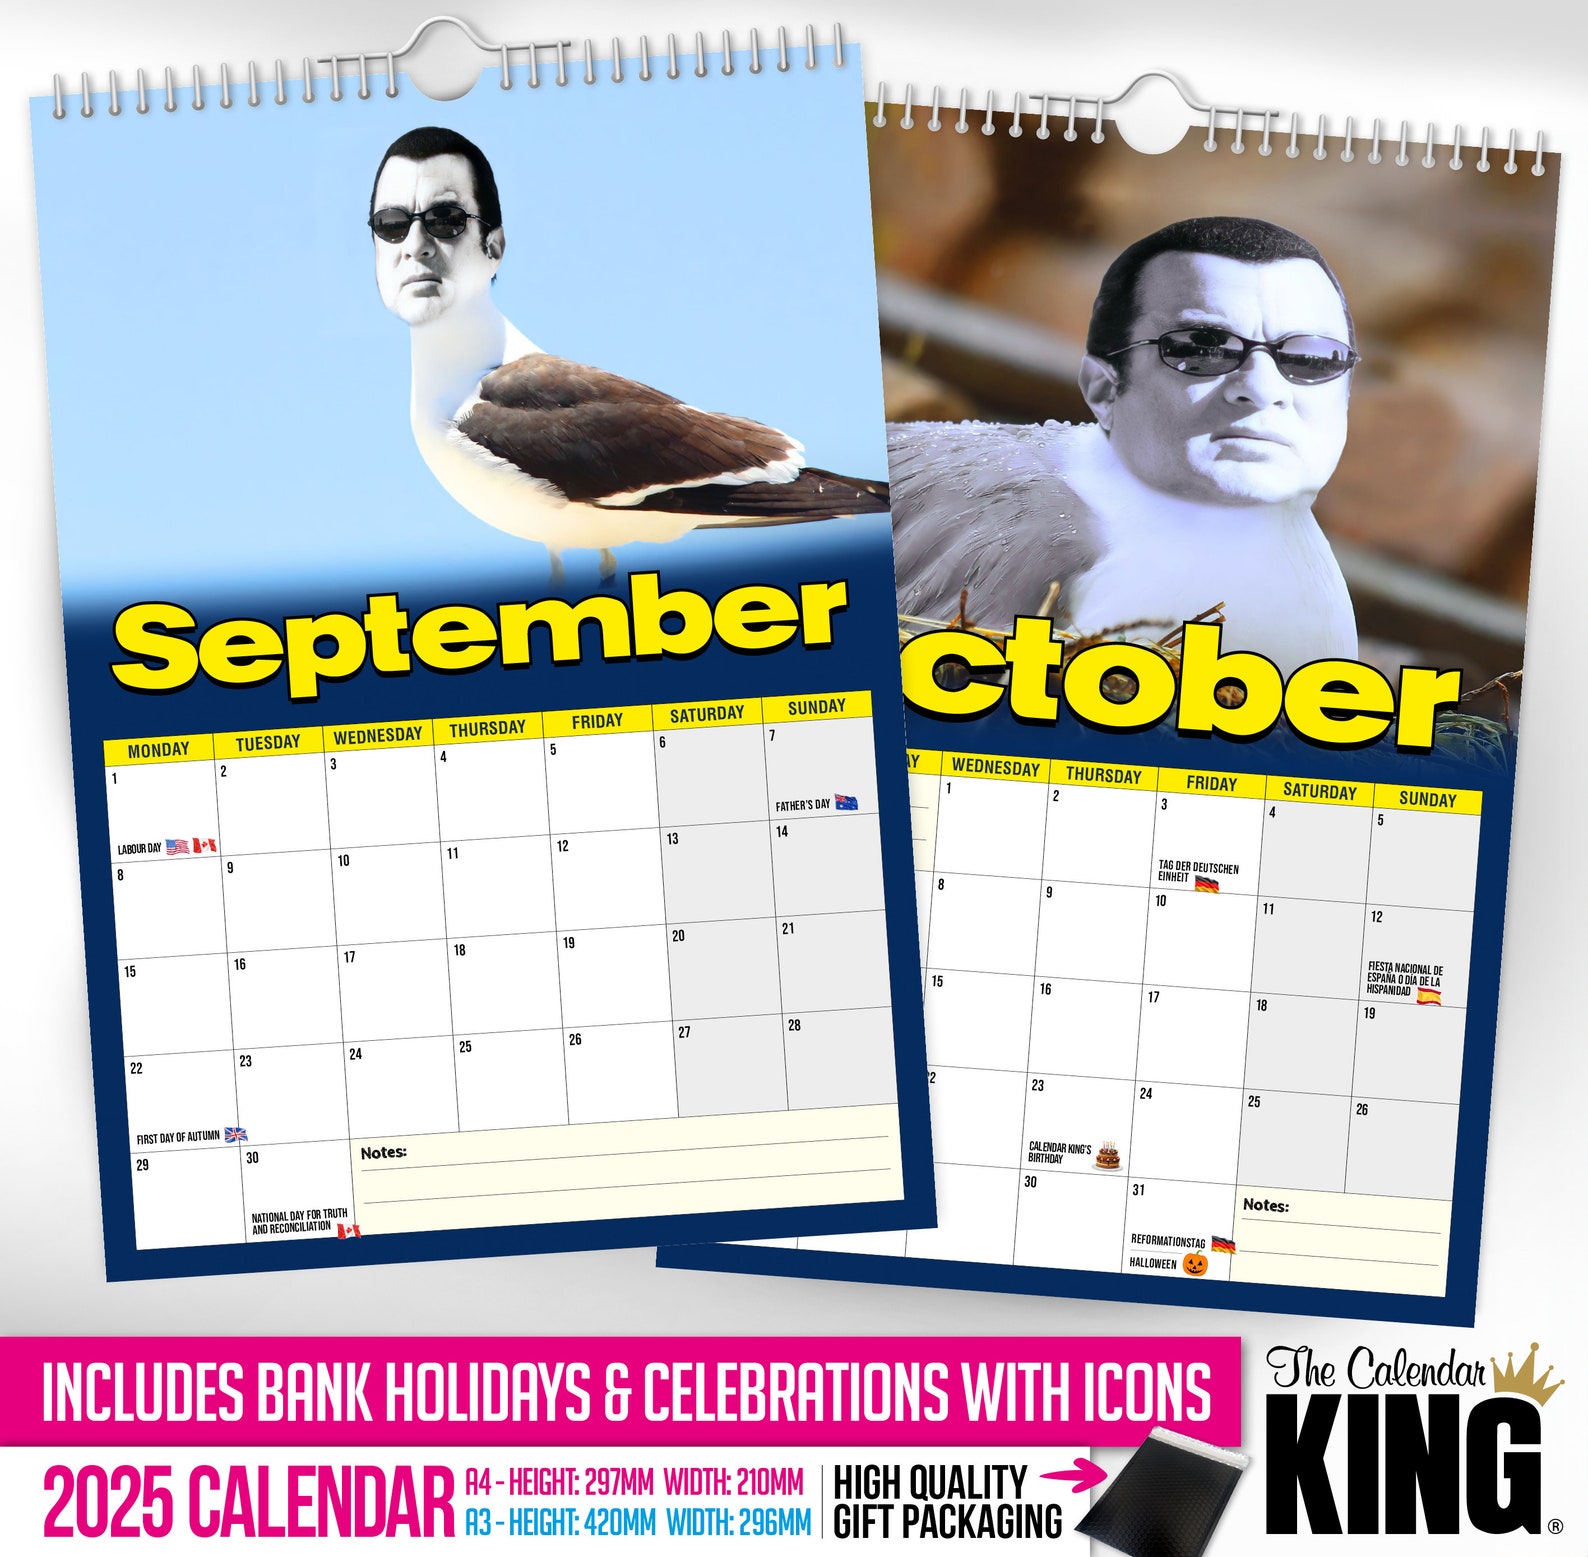 September
MONDAY TUESDAY WEDNESDAY THURSDAY FRIDAY SATURDAY SUNDAY
1 2 3 4 5 6 7
LABOUR DAY
FATHER'S DAY
8 9 10 11 12 13 14
15 16 17 18 19 20 21
22 23 24 25 26 27 28
FIRST DAY OF AUTUMN
29 30
NATIONAL DAY FOR TRUTH
AND RECONCILIATION
Notes:
ctober
AY WEDNESDAY THURSDAY FRIDAY SATURDAY SUNDAY
1 2 3 4 5
TAG DER DEUTSCHEN
EINHEIT
8 9 10 11 12
FIESTA NACIONAL DE
ESPAÑA O DÍA DE LA
HISPANIDAD
15 16 17 18 19
22 23 24 25 26
CALENDAR KING'S
BIRTHDAY
30 31
REFORMATIONSTAG
HALLOWEEN
Notes:
INCLUDES BANK HOLIDAYS & CELEBRATIONS WITH ICONS
2025 CALENDAR
A4 - HEIGHT: 297MM WIDTH: 210MM
A3 - HEIGHT: 420MM WIDTH: 296MM
HIGH QUALITY
GIFT PACKAGING
The Calendar
KING®